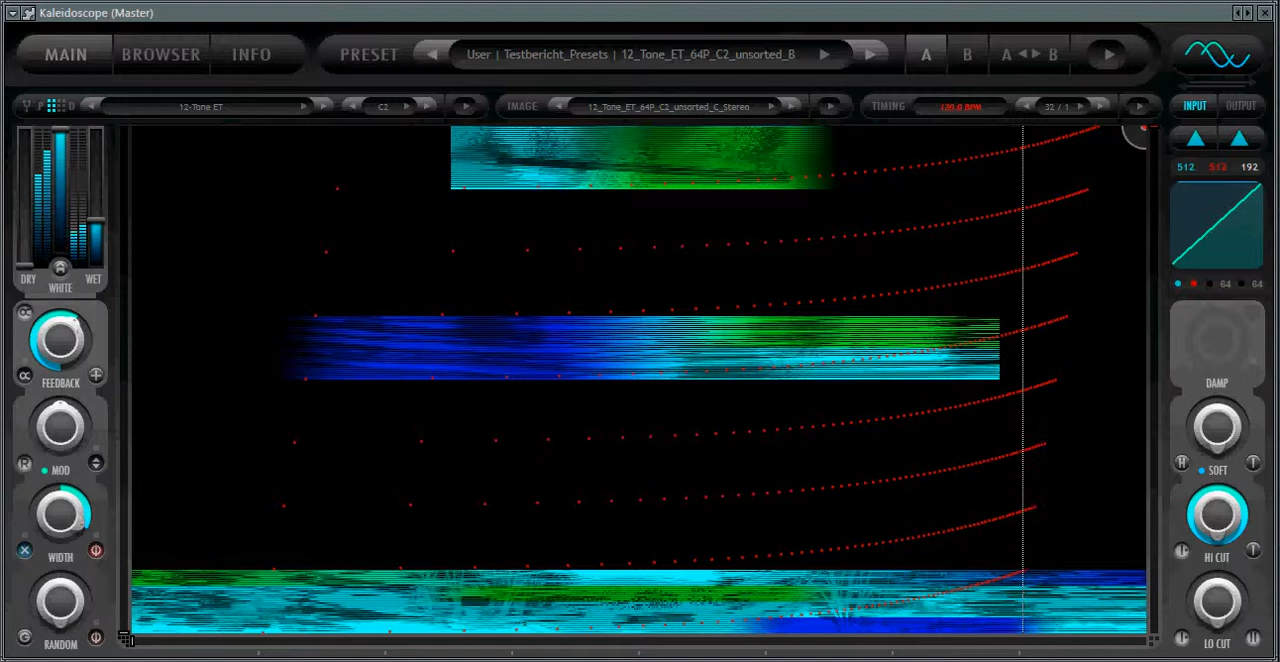 Kaleidoscope (Master)
MAIN BROWSER INFO PRESET User | Testbericht_Presets | 12_Tone_ET_64P_C2_unsorted_B A B A B
Y P D 12-Tone ET C2 IMAGE 12_Tone_ET_64P_C2_unsorted_C_Stereo TIMING 120.0 BPM 32 / 1 INPUT OUTPUT
512 512 192
DRY WET
WHITE
64 64
FEEDBACK
DAMP
R MOD
H SOFT T
WIDTH
HI CUT
G RANDOM
LO CUT